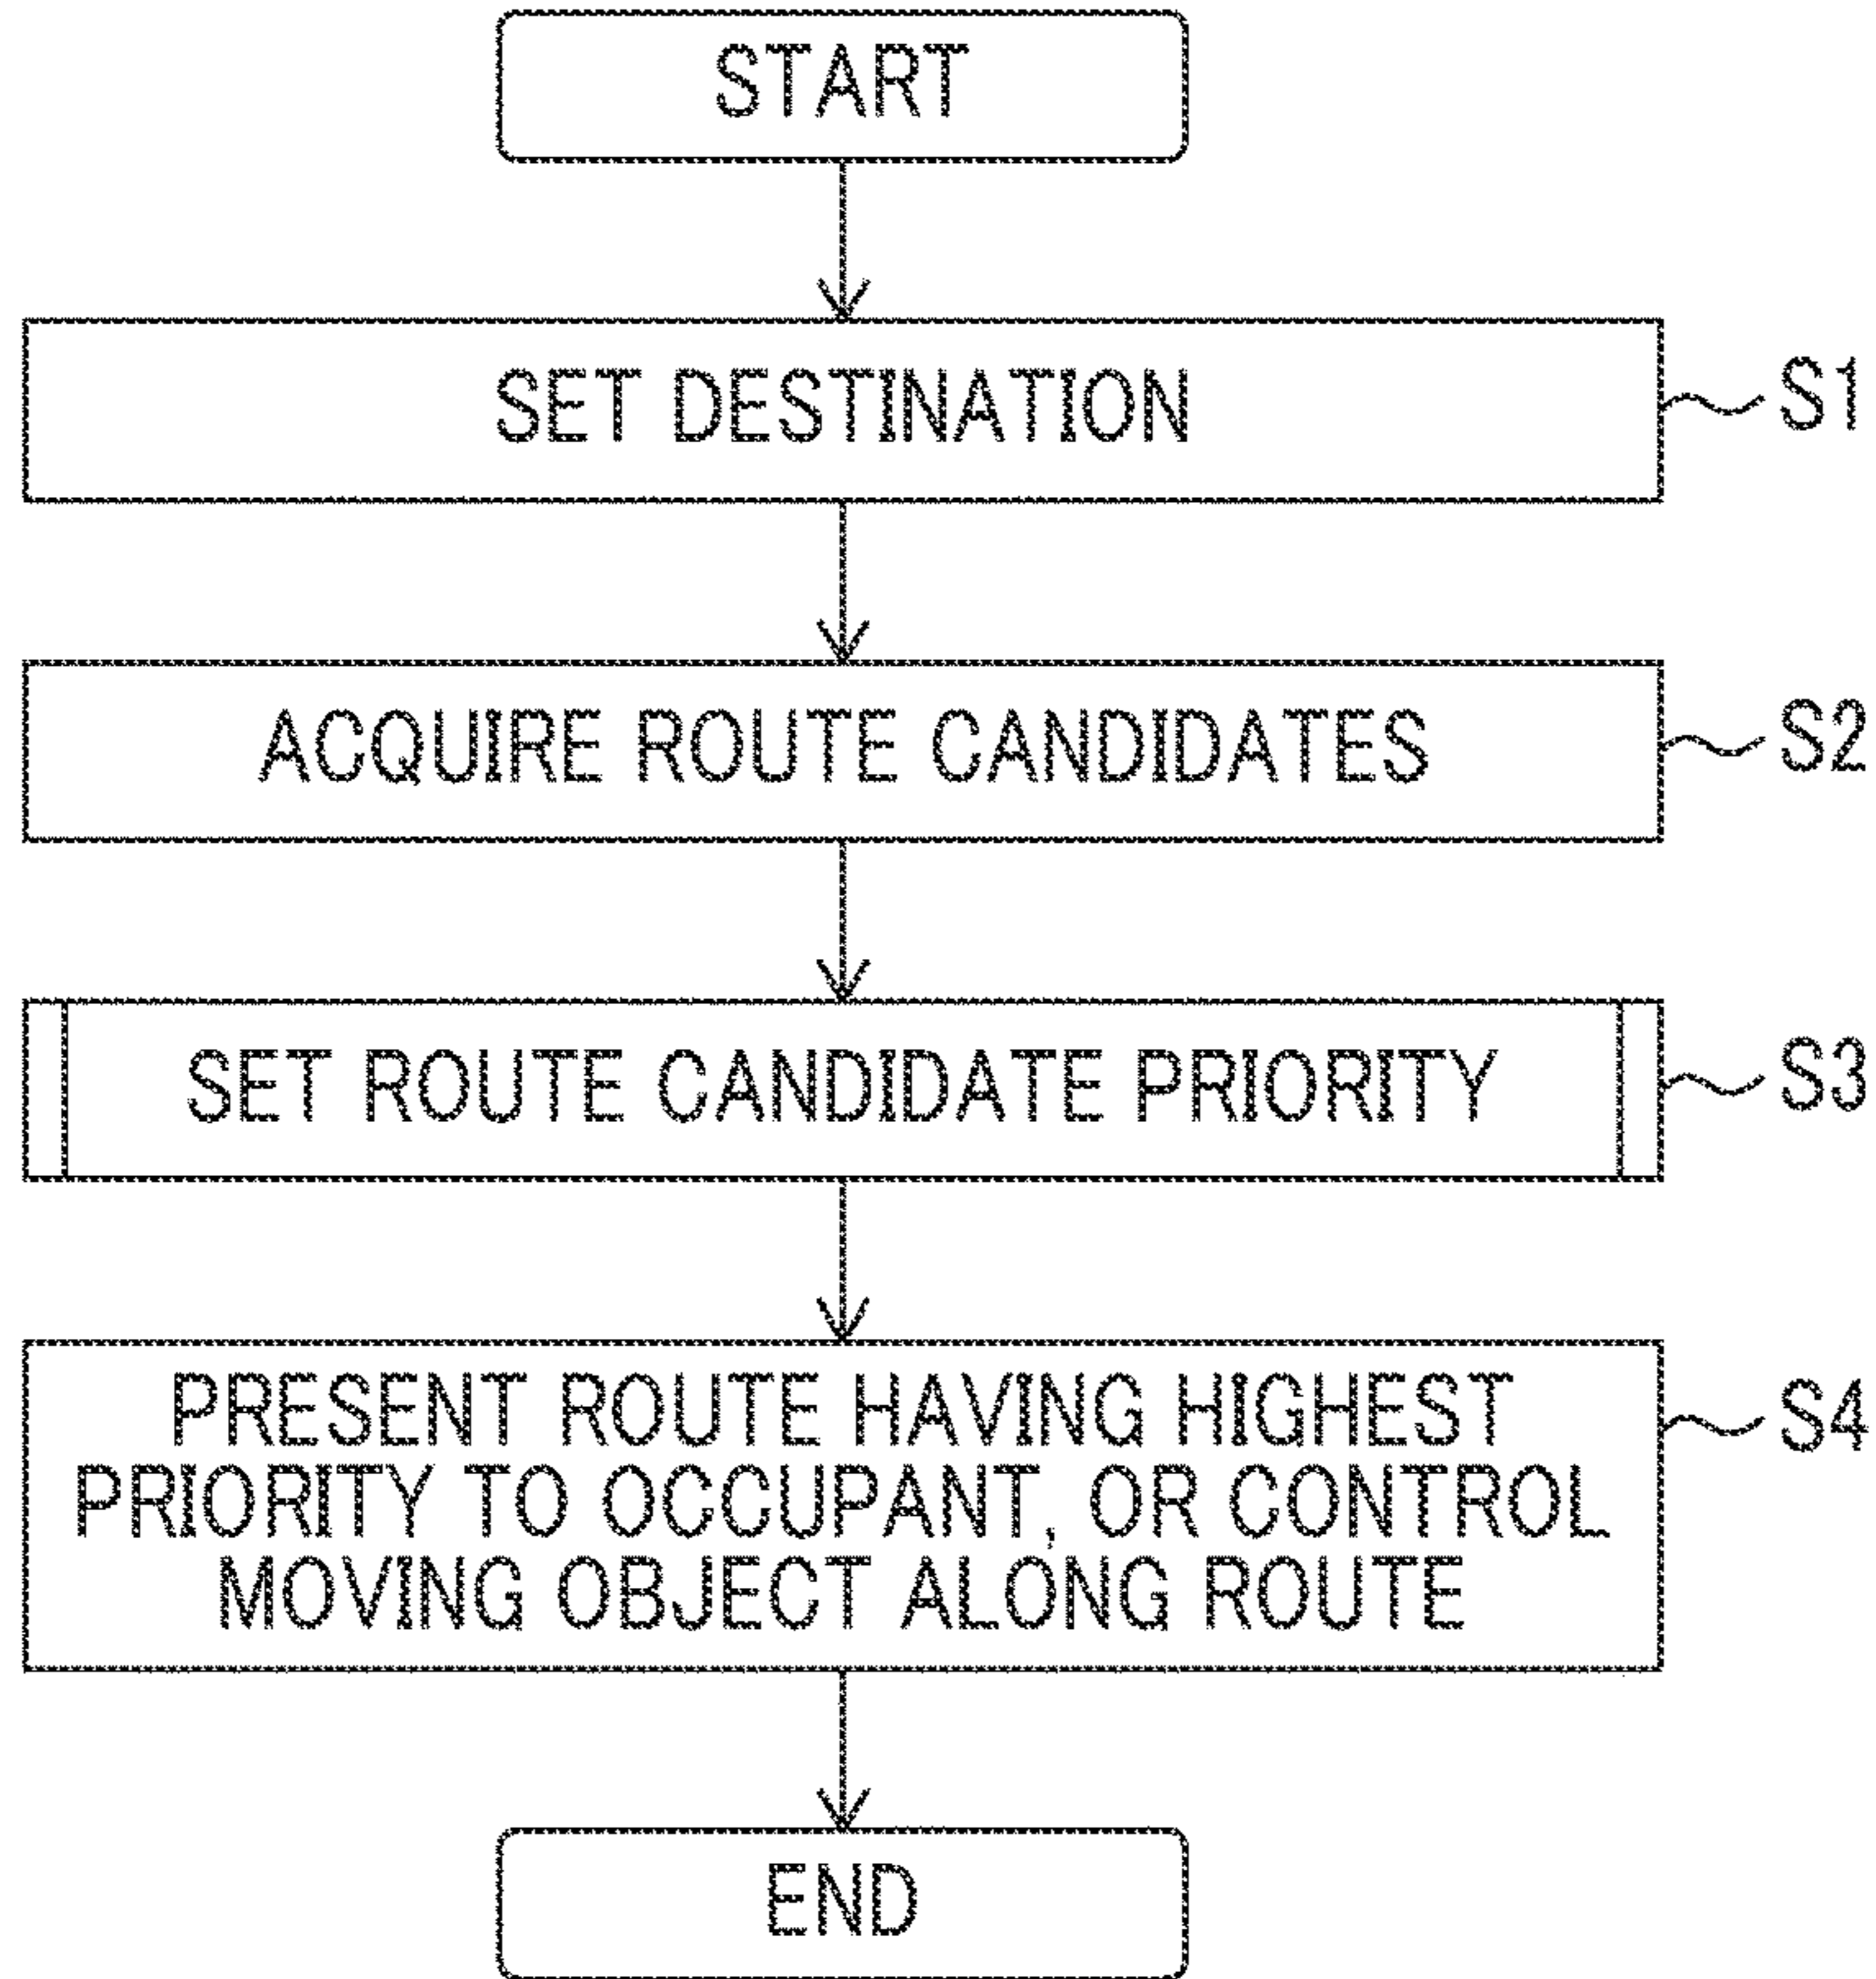 START
SET DESTINATION
S1
ACQUIRE ROUTE CANDIDATES
S2
SET ROUTE CANDIDATE PRIORITY
S3
PRESENT ROUTE HAVING HIGHEST
PRIORITY TO OCCUPANT, OR CONTROL
MOVING OBJECT ALONG ROUTE
S4
END